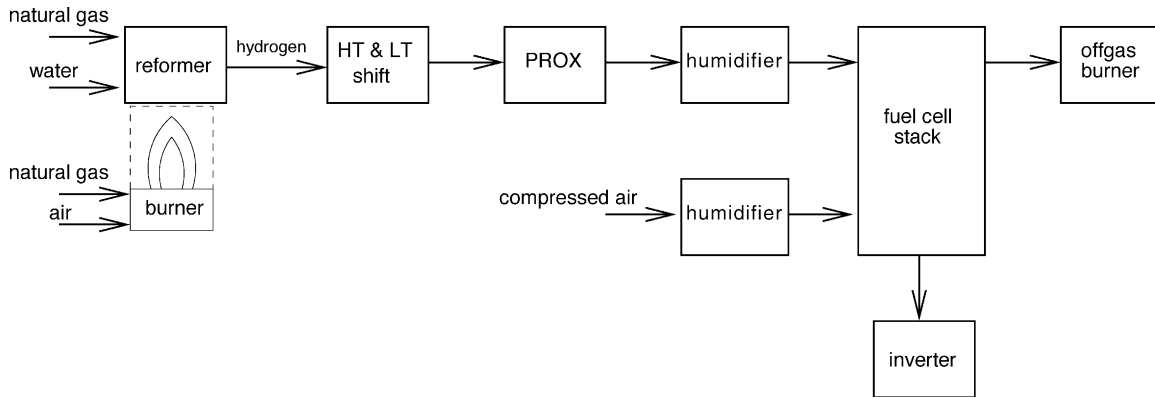 natural gas
water
reformer
hydrogen
HT & LT
shift
PROX
humidifier
fuel cell
stack
offgas
burner
natural gas
air
burner
compressed air
humidifier
inverter